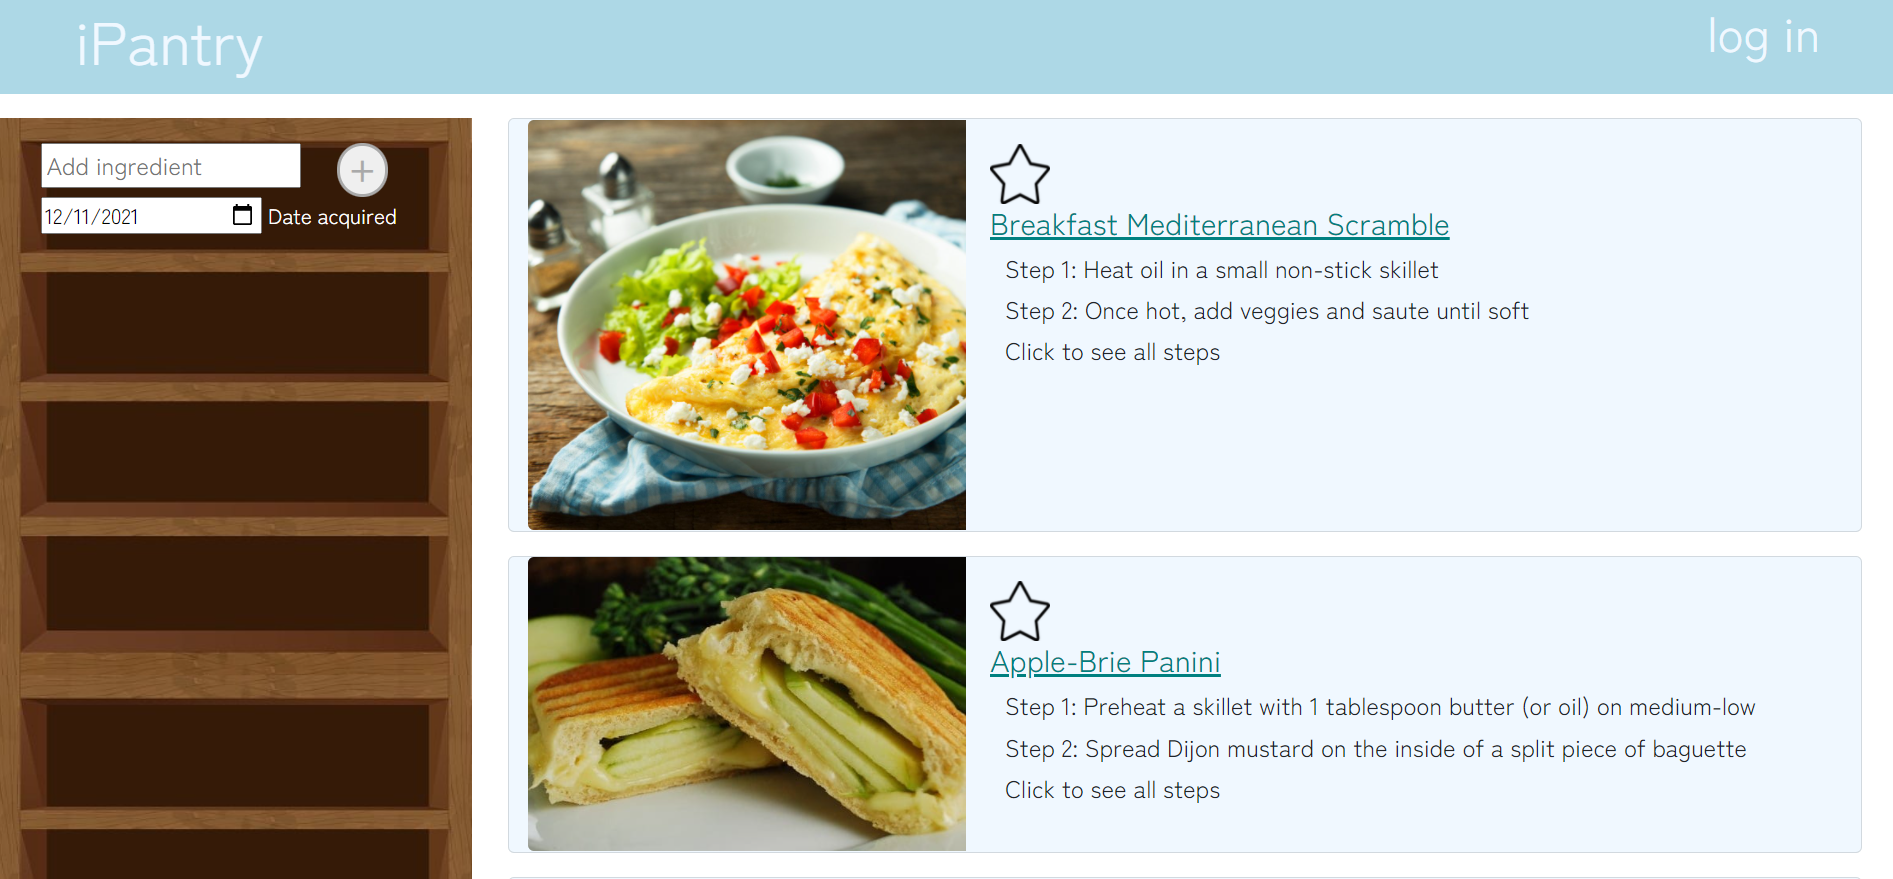 iPantry
log in
Add ingredient
12/11/2021
Date acquired
Breakfast Mediterranean Scramble
Step 1: Heat oil in a small non-stick skillet
Step 2: Once hot, add veggies and saute until soft
Click to see all steps
Apple-Brie Panini
Step 1: Preheat a skillet with 1 tablespoon butter (or oil) on medium-low
Step 2: Spread Dijon mustard on the inside of a split piece of baguette
Click to see all steps